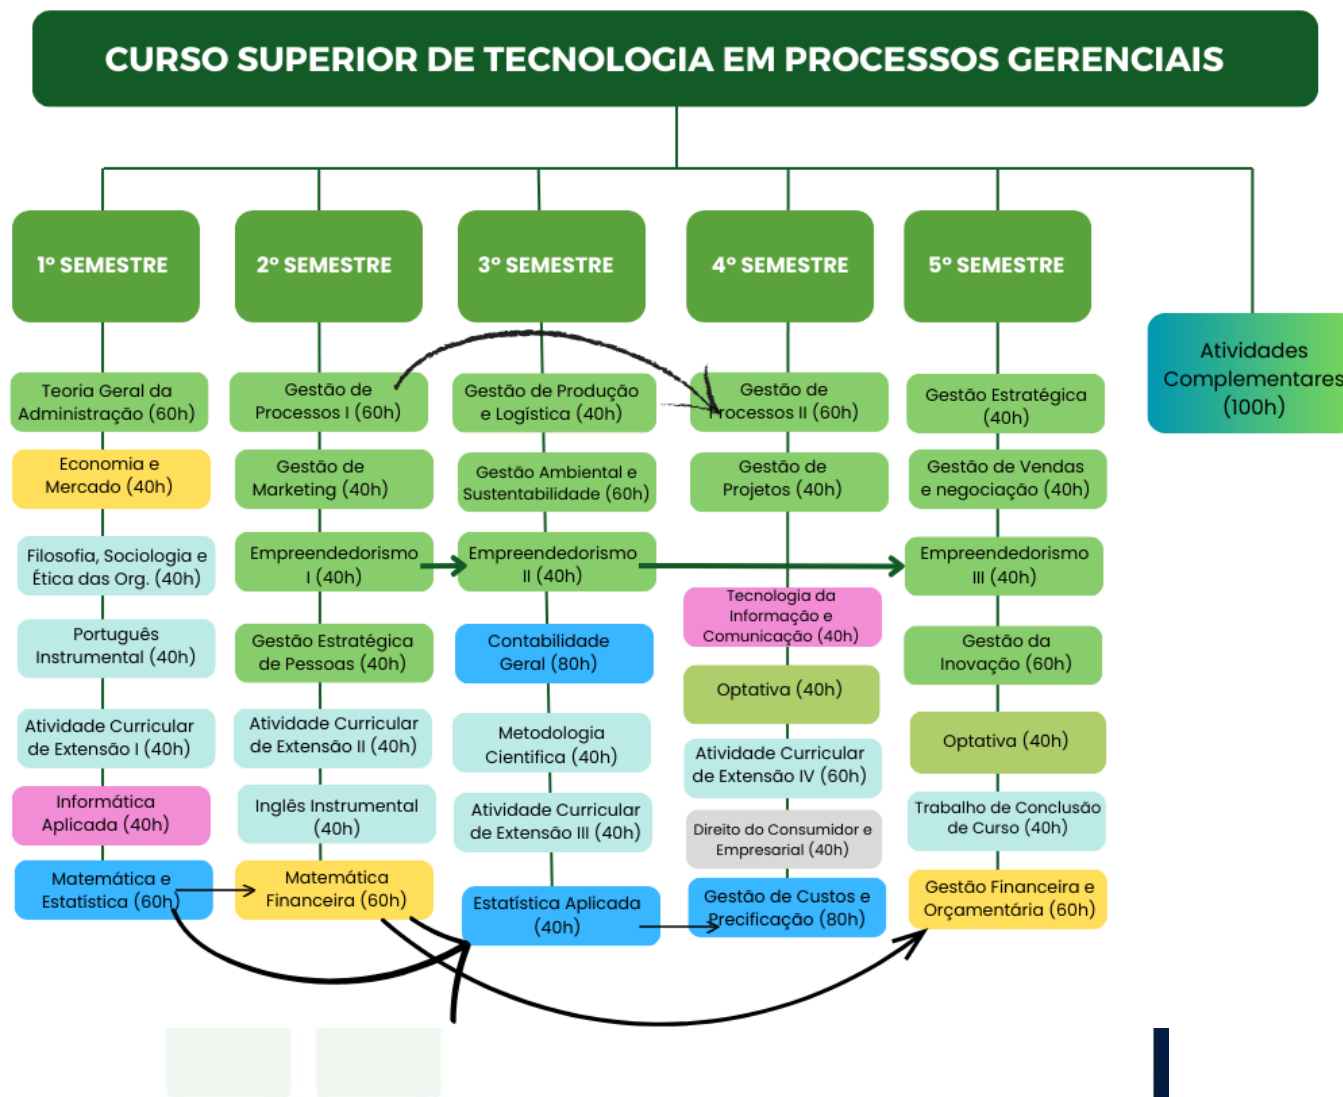 CURSO SUPERIOR DE TECNOLOGIA EM PROCESSOS GERENCIAIS
1º SEMESTRE
Teoria Geral da
Administração (60h)
Economia e
Mercado (40h)
Filosofia, Sociologia e
Ética das Org. (40h)
Português
Instrumental (40h)
Atividade Curricular
de Extensão I (40h)
Informática
Aplicada (40h)
Matemática e
Estatística (60h)
2º SEMESTRE
Gestão de
Processos I (60h)
Gestão de
Marketing (40h)
Empreendedorismo
I (40h)
Gestão Estratégica
de Pessoas (40h)
Atividade Curricular
de Extensão II (40h)
Inglês Instrumental
(40h)
Matemática
Financeira (60h)
3º SEMESTRE
Gestão de Produção
e Logística (40h)
Gestão Ambiental e
Sustentabilidade (60h)
Empreendedorismo
II (40h)
Contabilidade
Geral (80h)
Metodologia
Cientifica (40h)
Atividade Curricular
de Extensão III (40h)
Estatística Aplicada
(40h)
4º SEMESTRE
Gestão de
Processos II (60h)
Gestão de
Projetos (40h)
Tecnologia da
Informação e
Comunicação (40h)
Optativa (40h)
Atividade Curricular
de Extensão IV (60h)
Direito do Consumidor e
Empresarial (40h)
Gestão de Custos e
Precificação (80h)
5º SEMESTRE
Gestão Estratégica
(40h)
Gestão de Vendas
e negociação (40h)
Empreendedorismo
III (40h)
Gestão da
Inovação (60h)
Optativa (40h)
Trabalho de Conclusão
de Curso (40h)
Gestão Financeira e
Orçamentária (60h)
Atividades
Complementares
(100h)